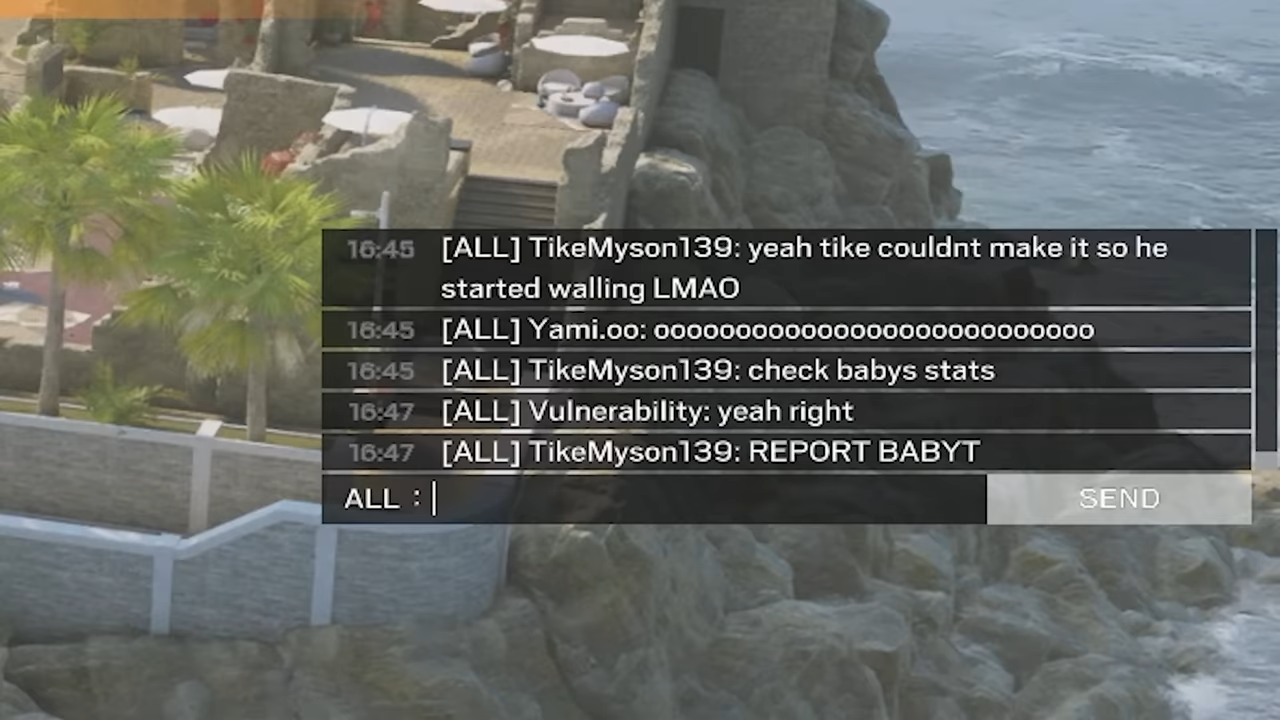 16:45 [ALL] TikeMyson139: yeah tike couldnt make it so he
started walling LMAO
16:45 [ALL] Yami.oo: ooooooooooooooooooooooooooo
16:45 [ALL] TikeMyson139: check babys stats
16:47 [ALL] Vulnerability: yeah right
16:47 [ALL] TikeMyson139: REPORT BABYT
ALL : SEND